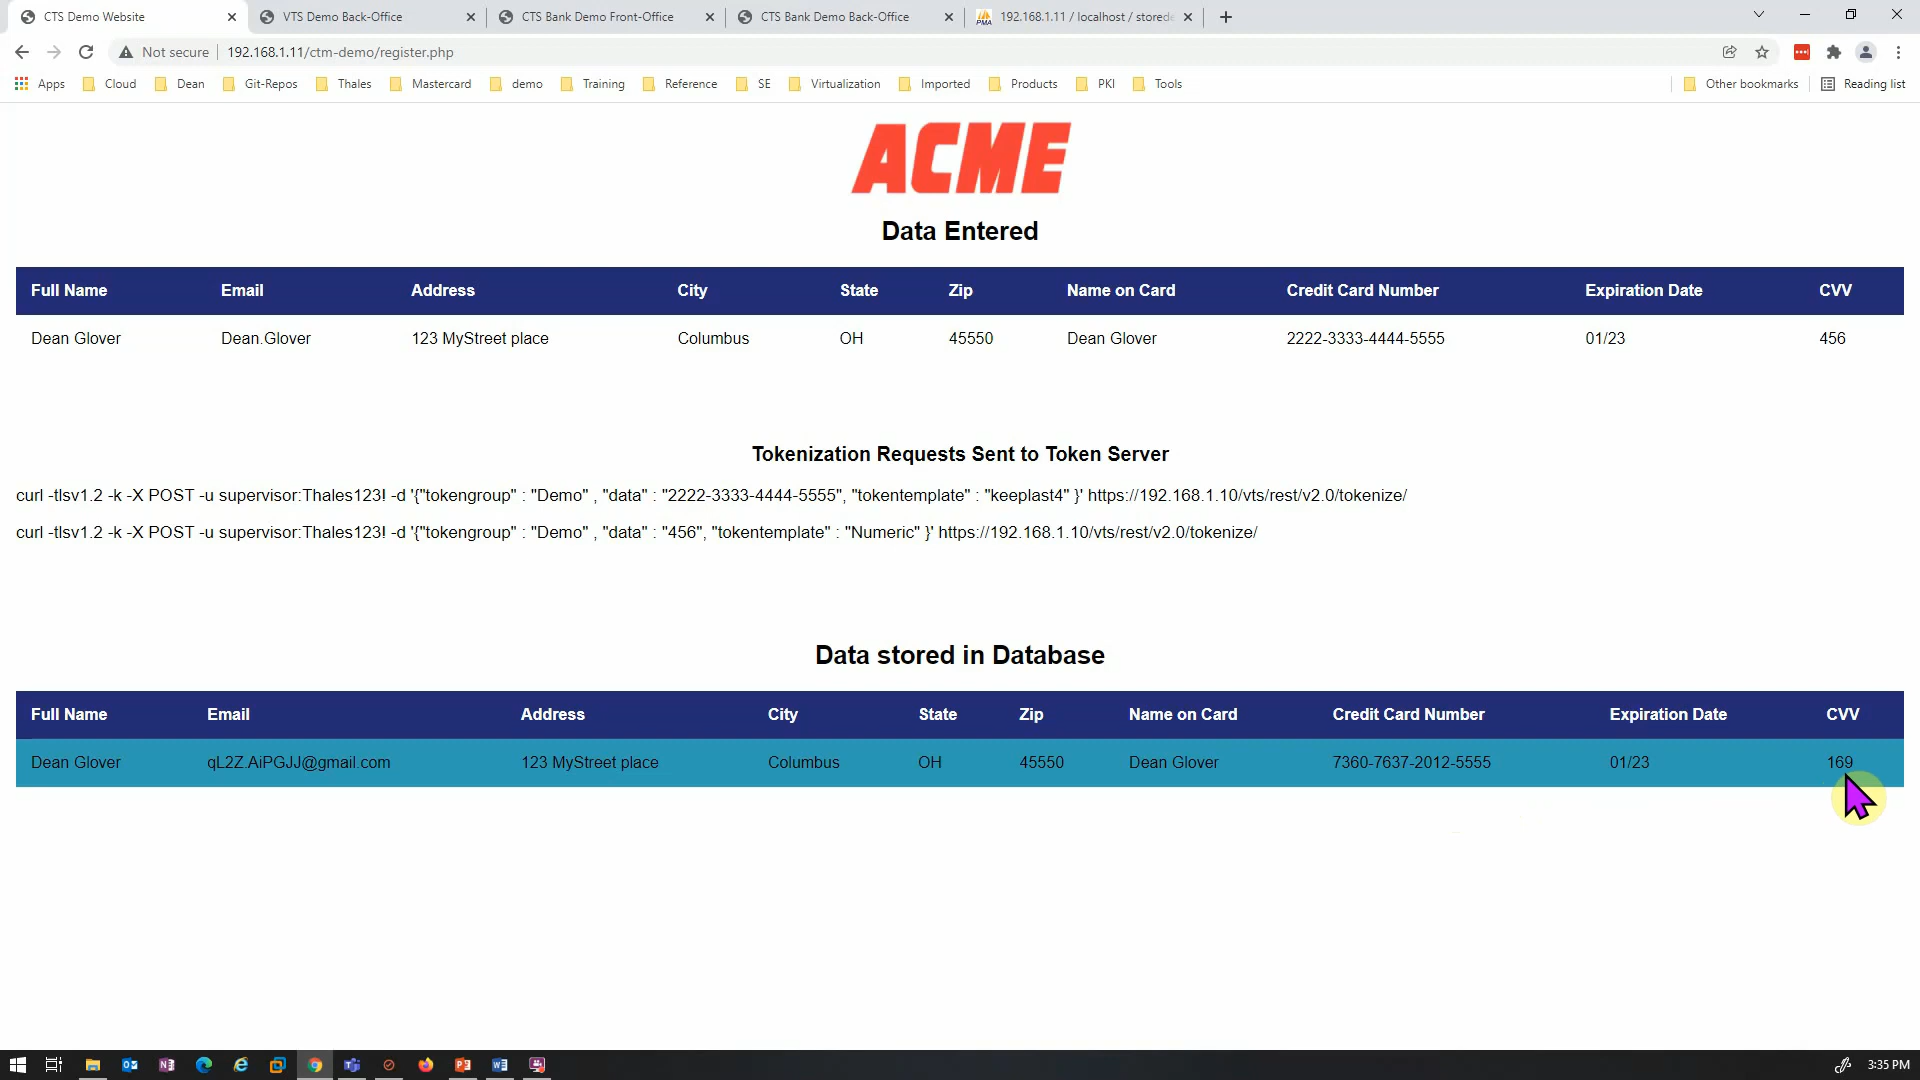 CTS Demo Website VTS Demo Back-Office CTS Bank Demo Front-Office CTS Bank Demo Back-Office PMA 192.168.1.11 / localhost / storede
Not secure 192.168.1.11/ctm-demo/register.php
Apps Cloud Dean Git-Repos Thales Mastercard demo Training Reference SE Virtualization Imported Products PKI Tools Other bookmarks Reading list
ACME
Data Entered
Full Name Email Address City State Zip Name on Card Credit Card Number Expiration Date CVV
Dean Glover Dean.Glover 123 MyStreet place Columbus OH 45550 Dean Glover 2222-3333-4444-5555 01/23 456
Tokenization Requests Sent to Token Server
curl -tlsv1.2 -k -X POST -u supervisor:Thales123! -d '{"tokengroup" : "Demo" , "data" : "2222-3333-4444-5555", "tokentemplate" : "keeplast4" }' https://192.168.1.10/vts/rest/v2.0/tokenize/
curl -tlsv1.2 -k -X POST -u supervisor:Thales123! -d '{"tokengroup" : "Demo" , "data" : "456", "tokentemplate" : "Numeric" }' https://192.168.1.10/vts/rest/v2.0/tokenize/
Data stored in Database
Full Name Email Address City State Zip Name on Card Credit Card Number Expiration Date CVV
Dean Glover qL2Z.AiPGJJ@gmail.com 123 MyStreet place Columbus OH 45550 Dean Glover 7360-7637-2012-5555 01/23 169
3:35 PM